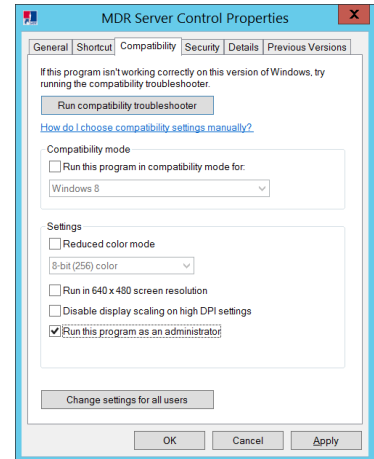 MDR Server Control Properties
X
General Shortcut Compatibility Security Details Previous Versions
If this program isn't working correctly on this version of Windows, try
running the compatibility troubleshooter.
Run compatibility troubleshooter
How do I choose compatibility settings manually?
Compatibility mode
Run this program in compatibility mode for:
Windows 8
Settings
Reduced color mode
8-bit (256) color
Run in 640 x 480 screen resolution
Disable display scaling on high DPI settings
Run this program as an administrator
Change settings for all users
OK Cancel Apply